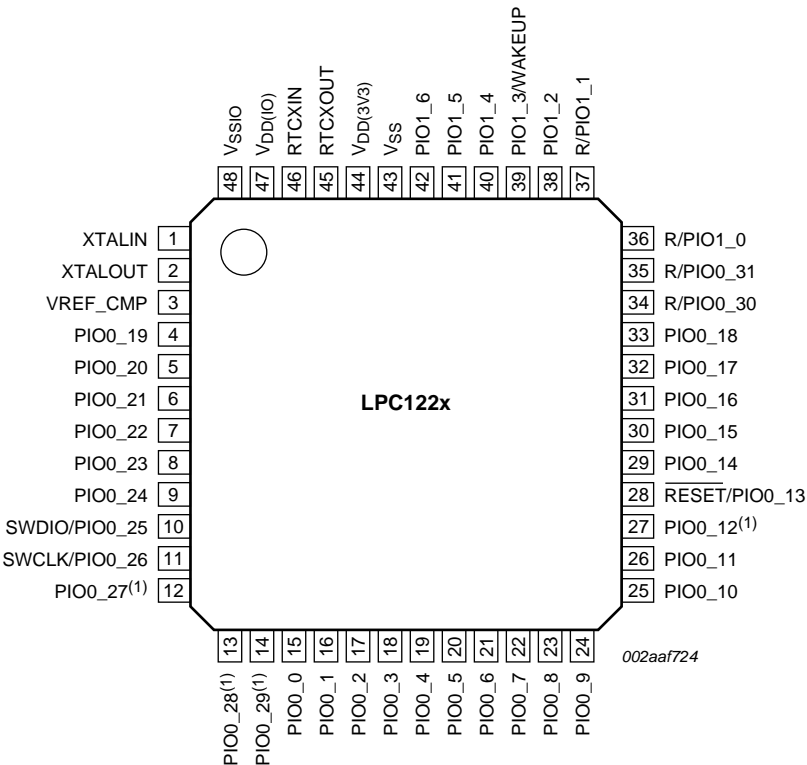 VSSIO
VDD(IO)
RTCXIN
RTCXOUT
VDD(3V3)
VSS
PIO1_6
PIO1_5
PIO1_4
PIO1_3/WAKEUP
PIO1_2
R/PIO1_1
48
47
46
45
44
43
42
41
40
39
38
37
XTALIN 1
XTALOUT 2
VREF_CMP 3
PIO0_19 4
PIO0_20 5
PIO0_21 6
PIO0_22 7
PIO0_23 8
PIO0_24 9
SWDIO/PIO0_25 10
SWCLK/PIO0_26 11
PIO0_27(1) 12
LPC122x
36 R/PIO1_0
35 R/PIO0_31
34 R/PIO0_30
33 PIO0_18
32 PIO0_17
31 PIO0_16
30 PIO0_15
29 PIO0_14
28 RESET/PIO0_13
27 PIO0_12(1)
26 PIO0_11
25 PIO0_10
13
14
15
16
17
18
19
20
21
22
23
24
PIO0_28(1)
PIO0_29(1)
PIO0_0
PIO0_1
PIO0_2
PIO0_3
PIO0_4
PIO0_5
PIO0_6
PIO0_7
PIO0_8
PIO0_9
002aaf724